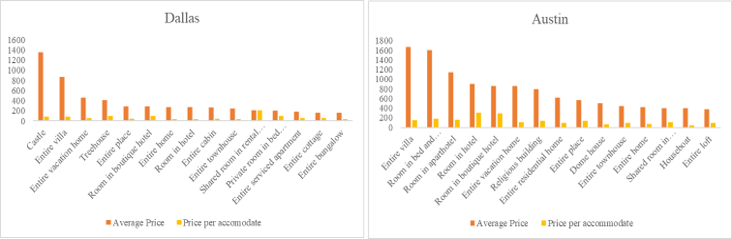 Dallas
1600
1400
1200
1000
800
600
400
200
0
Castle
Entire villa
Entire vacation home
Treehouse
Entire place
Room in boutique hotel
Entire home
Room in hotel
Entire cabin
Entire townhouse
Shared room in rental...
Private room in bed...
Entire serviced apartment
Entire cottage
Entire bungalow
Average Price
Price per accomodate
Austin
1800
1600
1400
1200
1000
800
600
400
200
0
Entire villa
Room in bed and...
Room in aparthotel
Room in hotel
Room in boutique hotel
Entire vacation home
Religious building
Entire residential home
Entire place
Dome house
Entire townhouse
Entire home
Shared room in...
Houseboat
Entire loft
Average Price
Price per accommodate